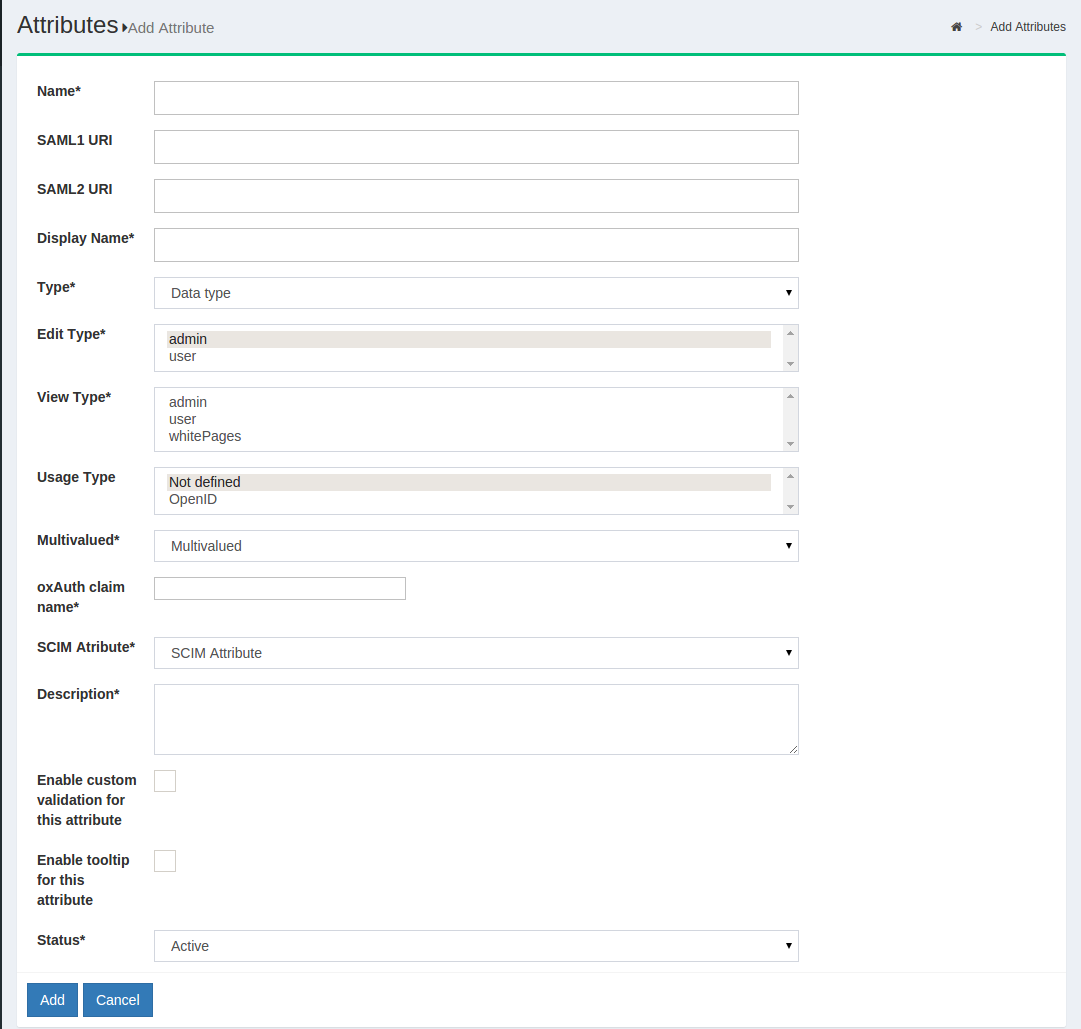 Attributes Add Attribute
> Add Attributes
Name*
SAML1 URI
SAML2 URI
Display Name*
Type*
Data type
Edit Type*
admin
user
View Type*
admin
user
whitePages
Usage Type
Not defined
OpenID
Multivalued*
Multivalued
oxAuth claim
name*
SCIM Atribute*
SCIM Attribute
Description*
Enable custom
validation for
this attribute
Enable tooltip
for this
attribute
Status*
Active
Add Cancel